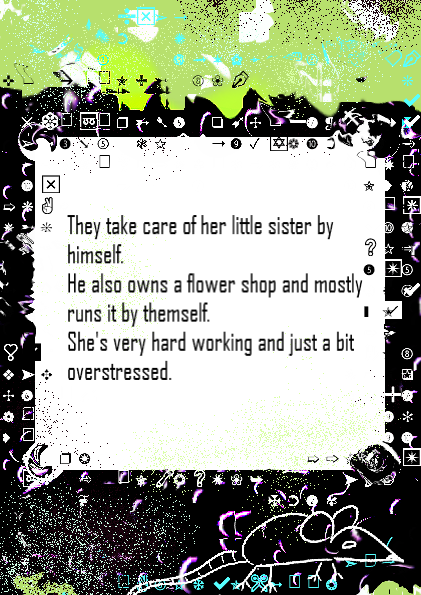 They take care of her little sister by
himself.
He also owns a flower shop and mostly
runs it by themself.
She's very hard working and just a bit
overstressed.